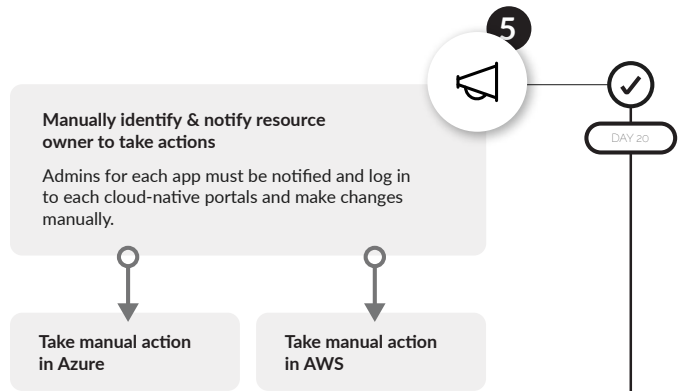 5
Manually identify & notify resource
owner to take actions
DAY 20
Admins for each app must be notified and log in
to each cloud-native portals and make changes
manually.
Take manual action
in Azure
Take manual action
in AWS